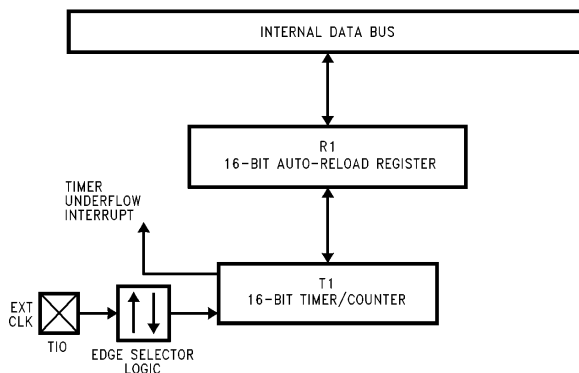 INTERNAL DATA BUS
R1
16-BIT AUTO-RELOAD REGISTER
TIMER
UNDERFLOW
INTERRUPT
T1
16-BIT TIMER/COUNTER
EXT
CLK
TIO
EDGE SELECTOR
LOGIC